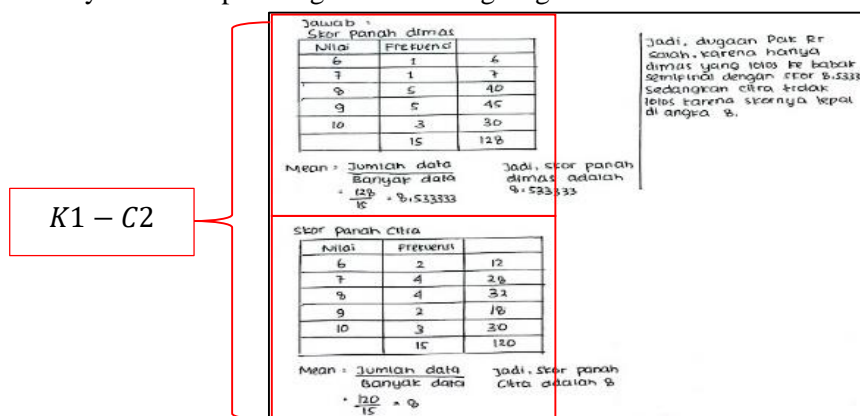 Jawab :
Skor Panah dimas
Nilai Frekuensi
6 1 6
7 1 7
8 5 40
9 5 45
10 3 30
15 128
Mean = Jumlah data
Banyak data
= 128
15 = 8,533333
Jadi, skor panah
dimas adalah
8.533333
Skor Panah Citra
Nilai Frekuensi
6 2 12
7 4 28
8 4 32
9 2 18
10 3 30
15 120
Mean = Jumlah data
Banyak data
= 120
15 = 8
Jadi, skor panah
Citra adalah 8
Jadi, dugaan Pak Rr
salah, karena hanya
dimas yang lolos ke babak
semipinal dengan skor 8.5333
Sedangkan citra tidak
lolos karena skornya tepat
di angka 8.
K1 – C2